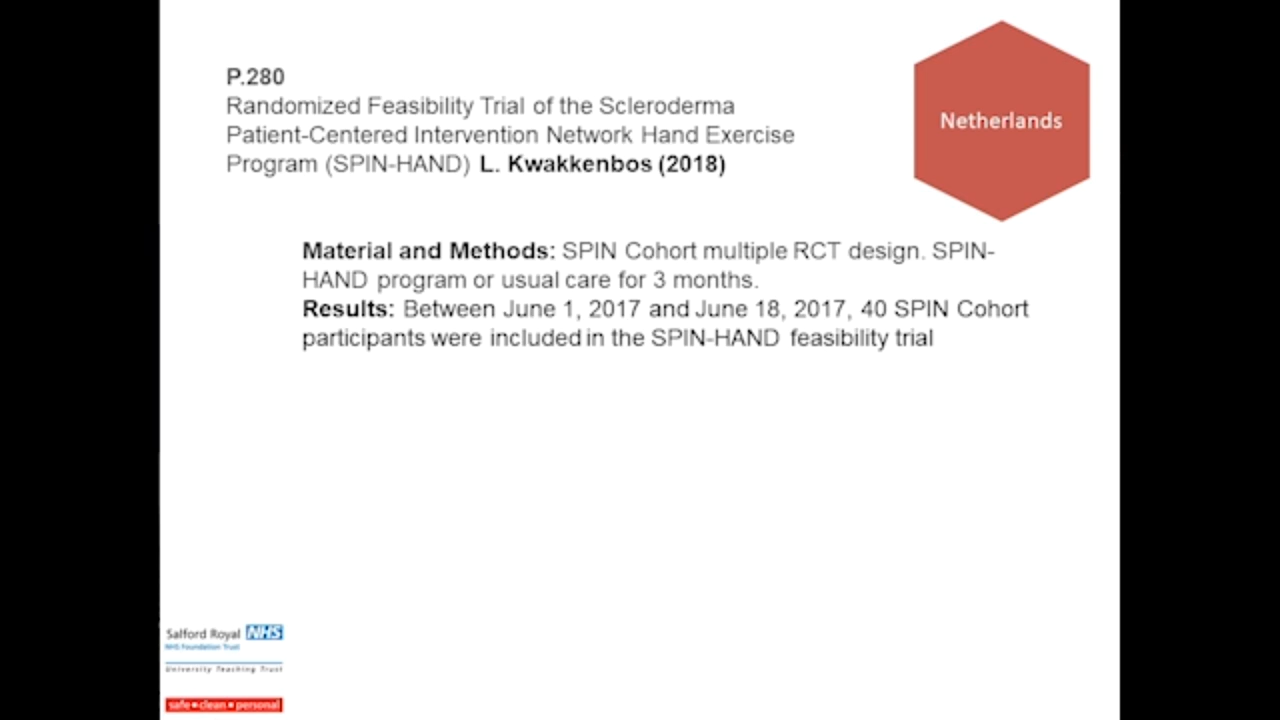 P.280
Randomized Feasibility Trial of the Scleroderma
Patient-Centered Intervention Network Hand Exercise
Program (SPIN-HAND) L. Kwakkenbos (2018)
Netherlands
Material and Methods: SPIN Cohort multiple RCT design. SPIN-
HAND program or usual care for 3 months.
Results: Between June 1, 2017 and June 18, 2017, 40 SPIN Cohort
participants were included in the SPIN-HAND feasibility trial
Salford Royal NHS
NHS Foundation Trust
University Teaching Trust
safe • clean • personal